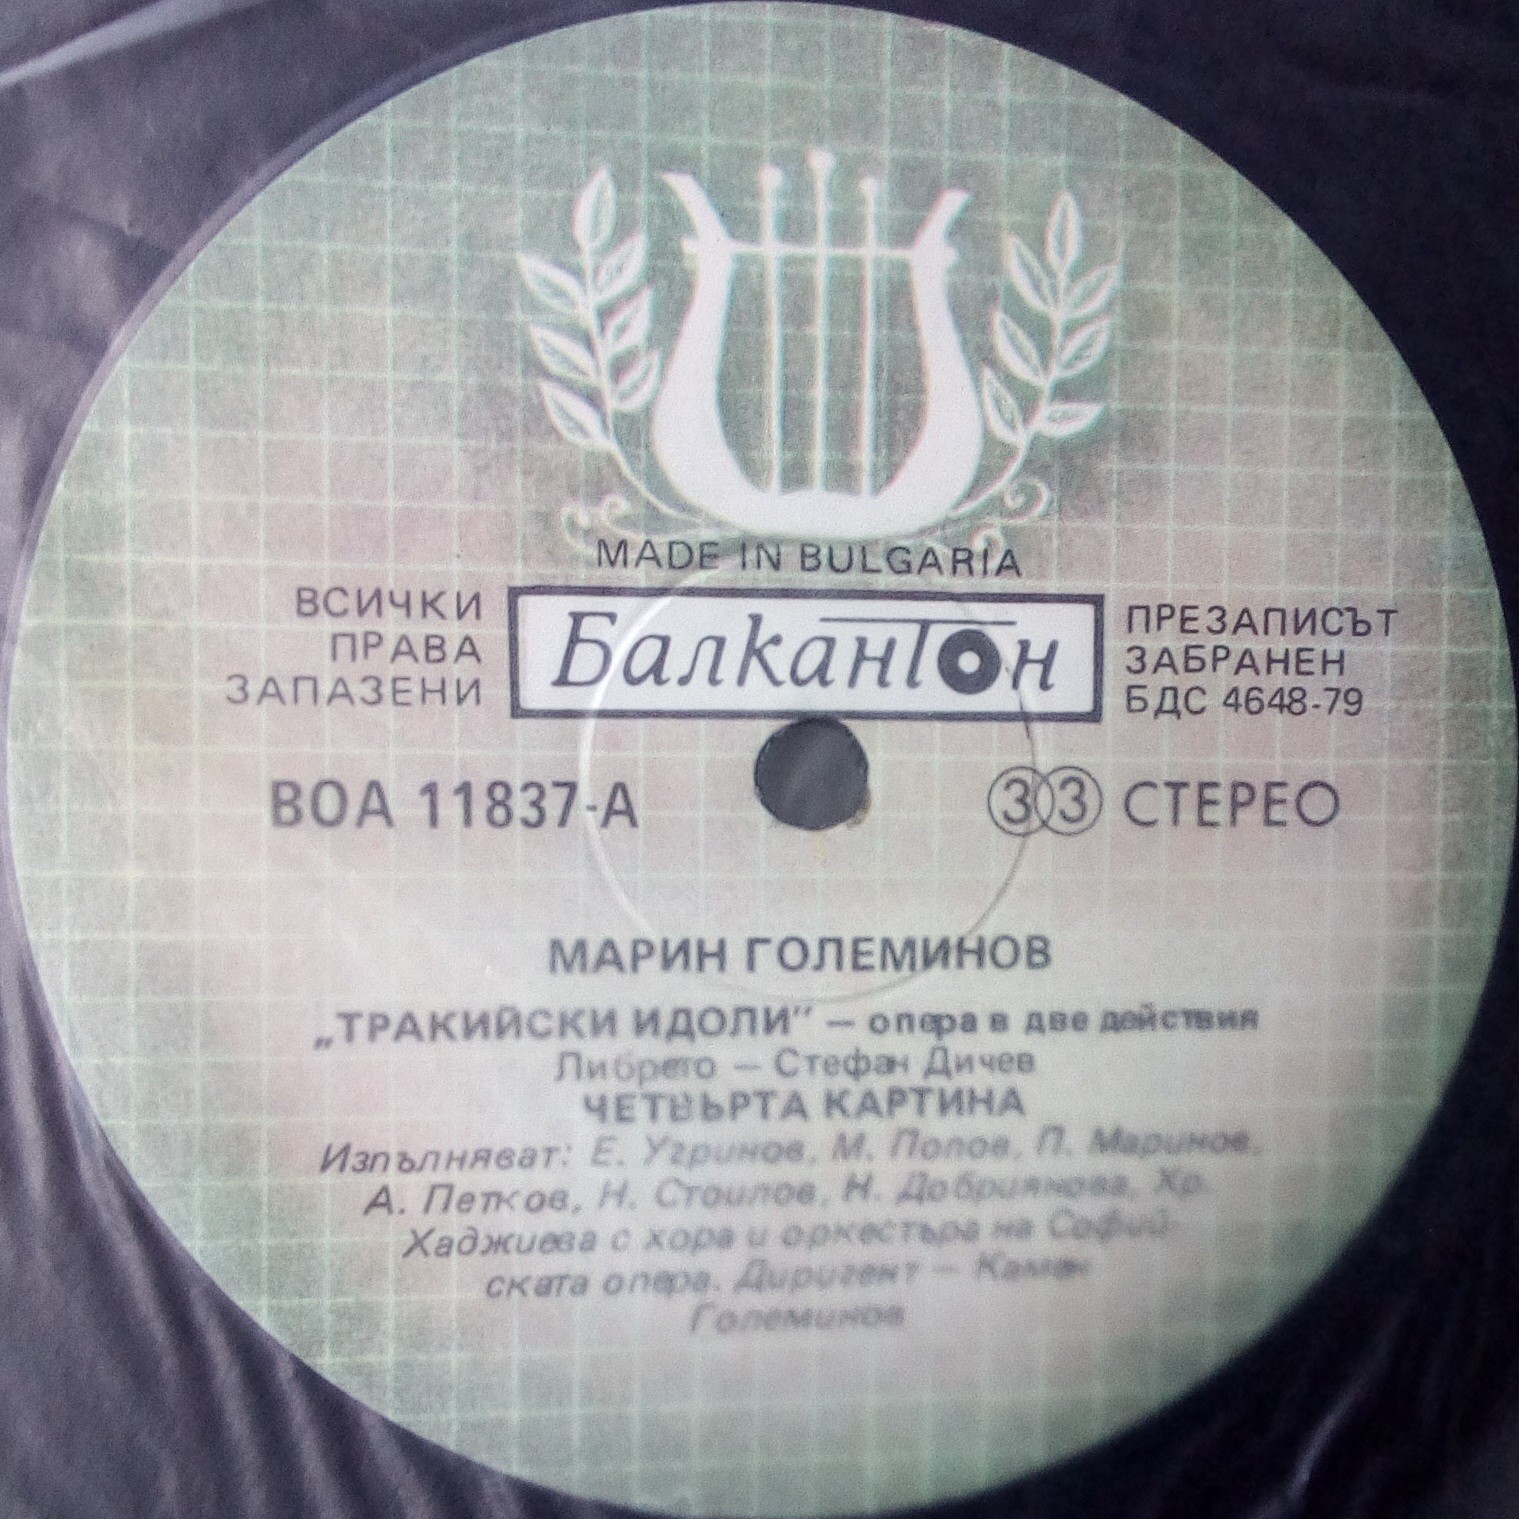 MADE IN BULGARIA
ВСИЧКИ
ПРАВА
ЗАПАЗЕНИ
Балкантон
ПРЕЗАПИСЪТ
ЗАБРАНЕН
БДС 4648-79
ВОА 11837-А
33 СТЕРЕО
МАРИН ГОЛЕМИНОВ
„ТРАКИЙСКИ ИДОЛИ" — опера в две действия
Либрето — Стефан Дичев
ЧЕТВЪРТА КАРТИНА
Изпълняват: Е. Угринов, М. Попов, П. Маринов,
А. Петков, Н. Стоилов, Н. Добриянова, Хр.
Хаджиева с хора и оркестъра на Софий-
ската опера. Диригент — Камен
Големинов